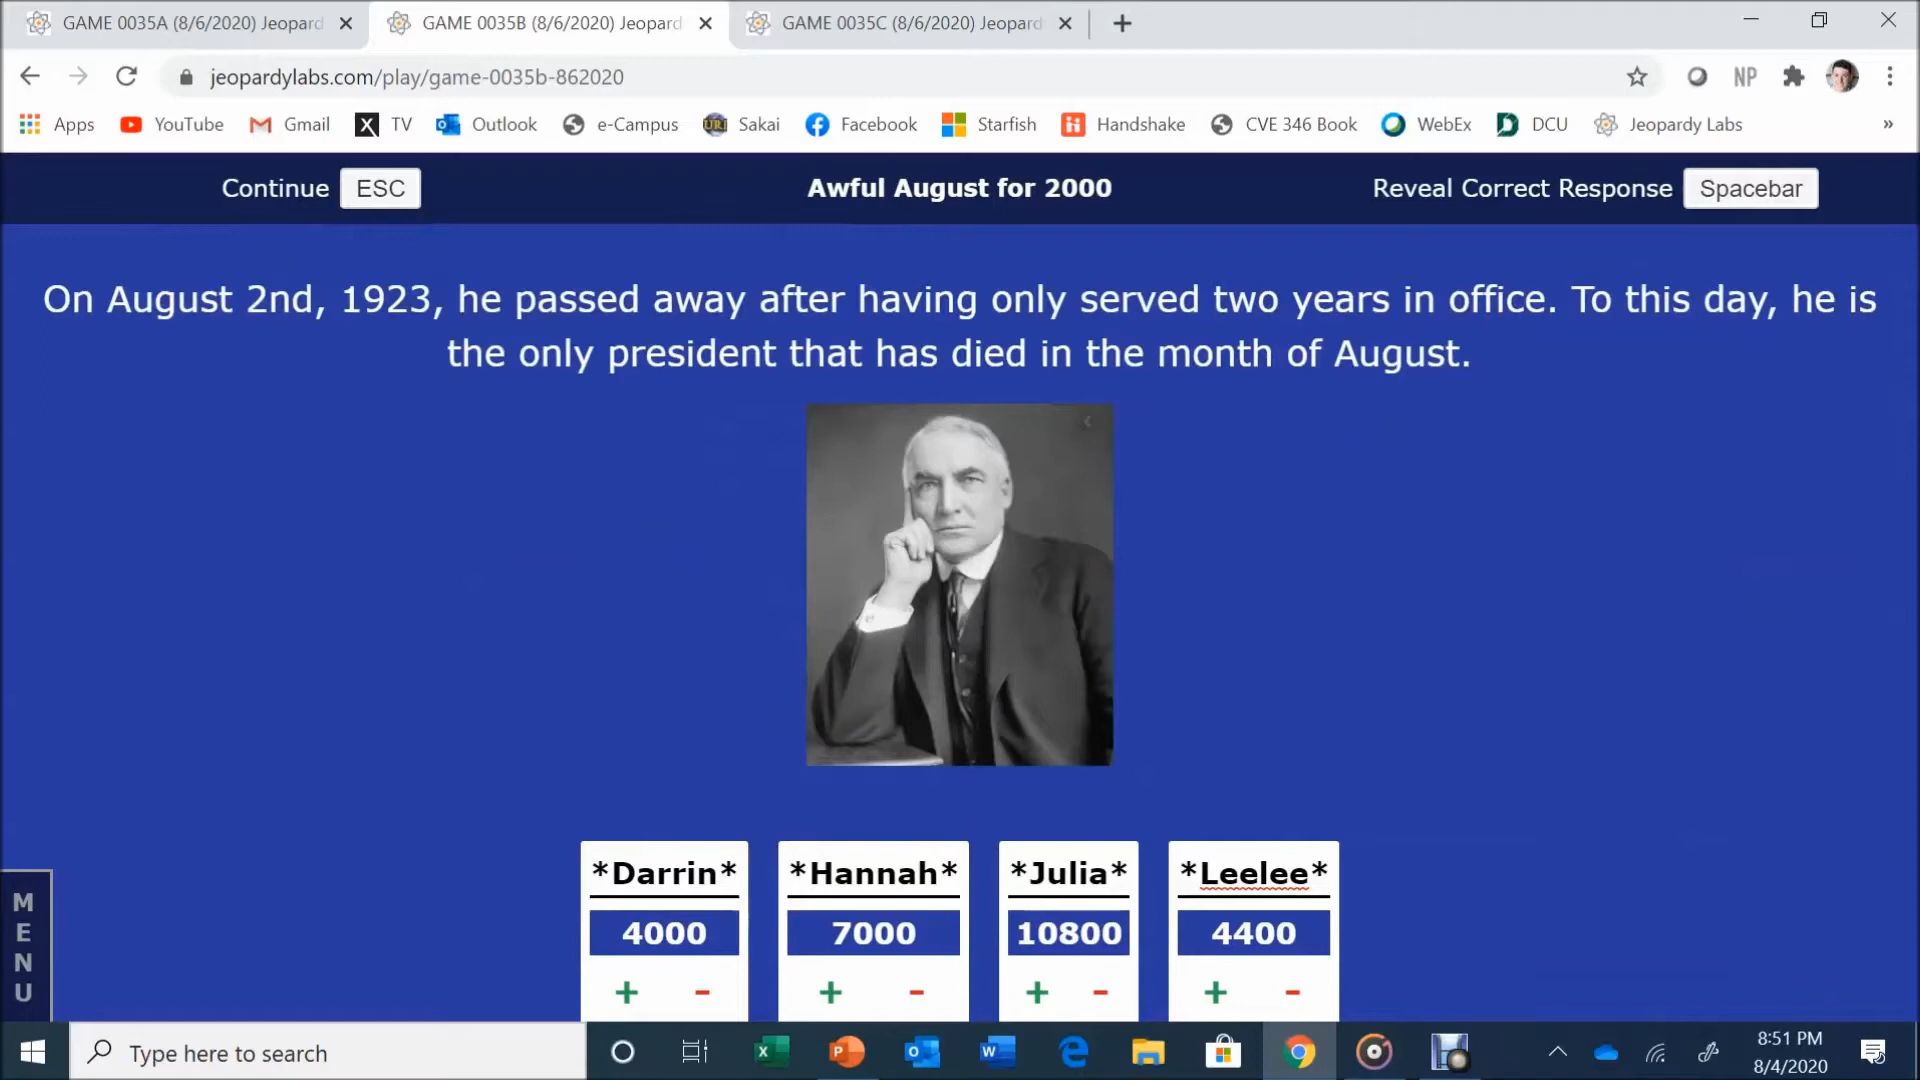 GAME 0035A (8/6/2020) Jeopard
GAME 0035B (8/6/2020) Jeopard
GAME 0035C (8/6/2020) Jeopard
jeopardylabs.com/play/game-0035b-862020
NP
Apps
YouTube
Gmail
X
TV
Outlook
e-Campus
URI
Sakai
Facebook
Starfish
Handshake
CVE 346 Book
WebEx
DCU
Jeopardy Labs
»
Continue ESC
Awful August for 2000
Reveal Correct Response Spacebar
On August 2nd, 1923, he passed away after having only served two years in office. To this day, he is
the only president that has died in the month of August.
*Darrin* *Hannah* *Julia* *Leelee*
4000 7000 10800 4400
+ - + - + - + -
MENU
Type here to search
8:51 PM
8/4/2020